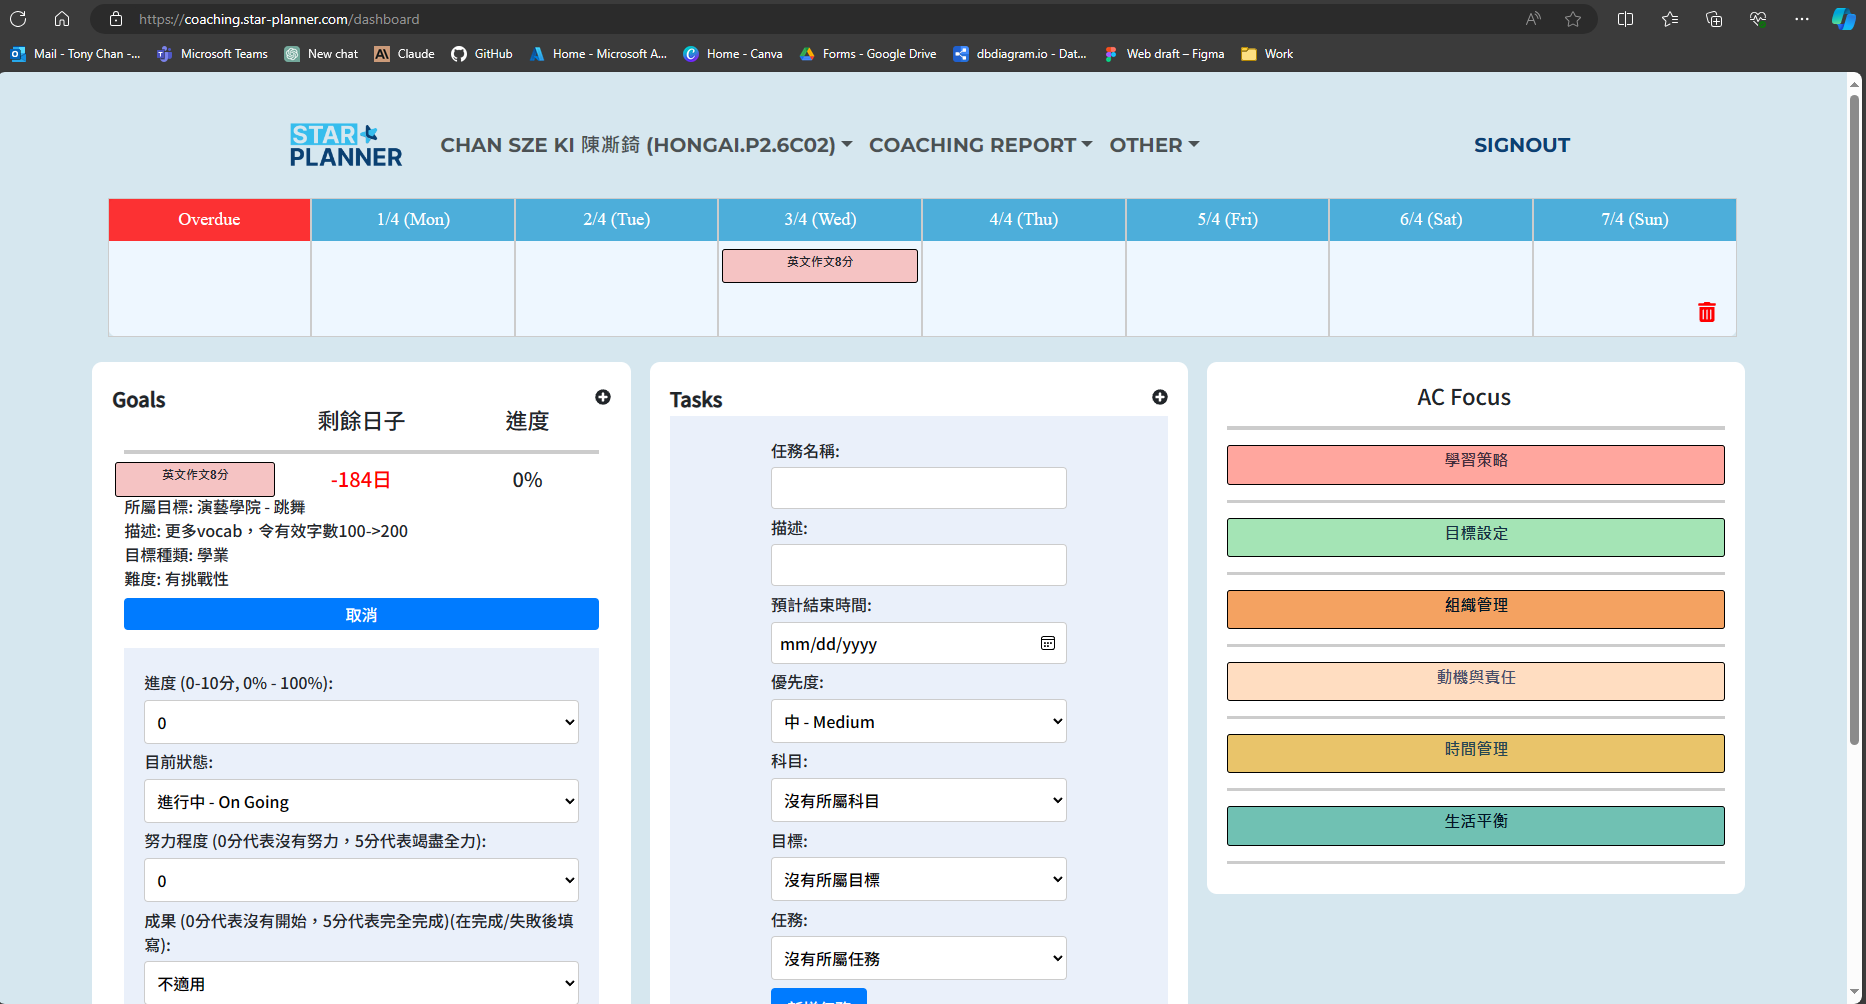 https://coaching.star-planner.com/dashboard
Mail - Tony Chan -... Microsoft Teams New chat Claude GitHub Home - Microsoft A... Home - Canva Forms - Google Drive dbdiagram.io - Dat... Web draft – Figma Work
STAR PLANNER
CHAN SZE KI 陳凘錡 (HONGAI.P2.6C02) COACHING REPORT OTHER SIGNOUT
Overdue 1/4 (Mon) 2/4 (Tue) 3/4 (Wed) 4/4 (Thu) 5/4 (Fri) 6/4 (Sat) 7/4 (Sun)
英文作文8分
Goals
剩餘日子 進度
英文作文8分 -184日 0%
所屬目標: 演藝學院 - 跳舞
描述: 更多vocab，令有效字數100->200
目標種類: 學業
難度: 有挑戰性
取消
進度 (0-10分, 0% - 100%):
0
目前狀態:
進行中 - On Going
努力程度 (0分代表沒有努力，5分代表竭盡全力):
0
成果 (0分代表沒有開始，5分代表完全完成)(在完成/失敗後填
寫):
不適用
Tasks
任務名稱:
描述:
預計結束時間:
mm/dd/yyyy
優先度:
中 - Medium
科目:
沒有所屬科目
目標:
沒有所屬目標
任務:
沒有所屬任務
AC Focus
學習策略
目標設定
組織管理
動機與責任
時間管理
生活平衡